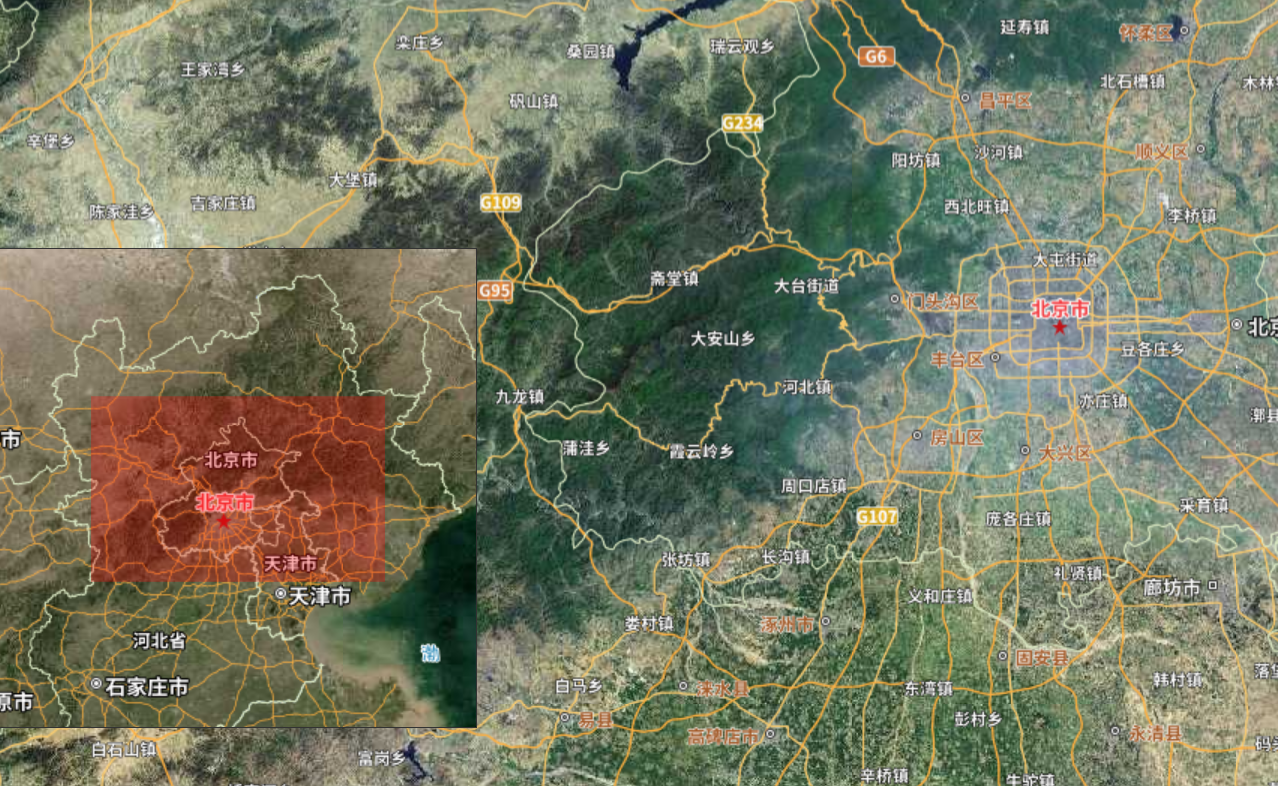 栾庄乡
桑园镇
瑞云观乡
延寿镇
怀柔区
G6
王家湾乡
北石槽镇
木林
矾山镇
昌平区
G234
辛堡乡
阳坊镇
沙河镇
顺义区
大堡镇
G109
陈家洼乡
吉家庄镇
西北旺镇
李桥镇
大屯街道
斋堂镇
大台街道
G95
门头沟区
北京市
北京
大安山乡
丰台区
豆各庄乡
九龙镇
河北镇
亦庄镇
漷县
市
北京市
蒲洼乡
霞云岭乡
房山区
大兴区
周口店镇
北京市
G107
庞各庄镇
采育镇
天津市
张坊镇
长沟镇
礼贤镇
廊坊市
天津市
义和庄镇
河北省
娄村镇
涿州市
渤
固安县
石家庄市
白马乡
涞水县
东湾镇
韩村镇
原市
易县
彭村乡
高碑店市
永清县
白石山镇
富岗乡
辛桥镇
牛驼镇